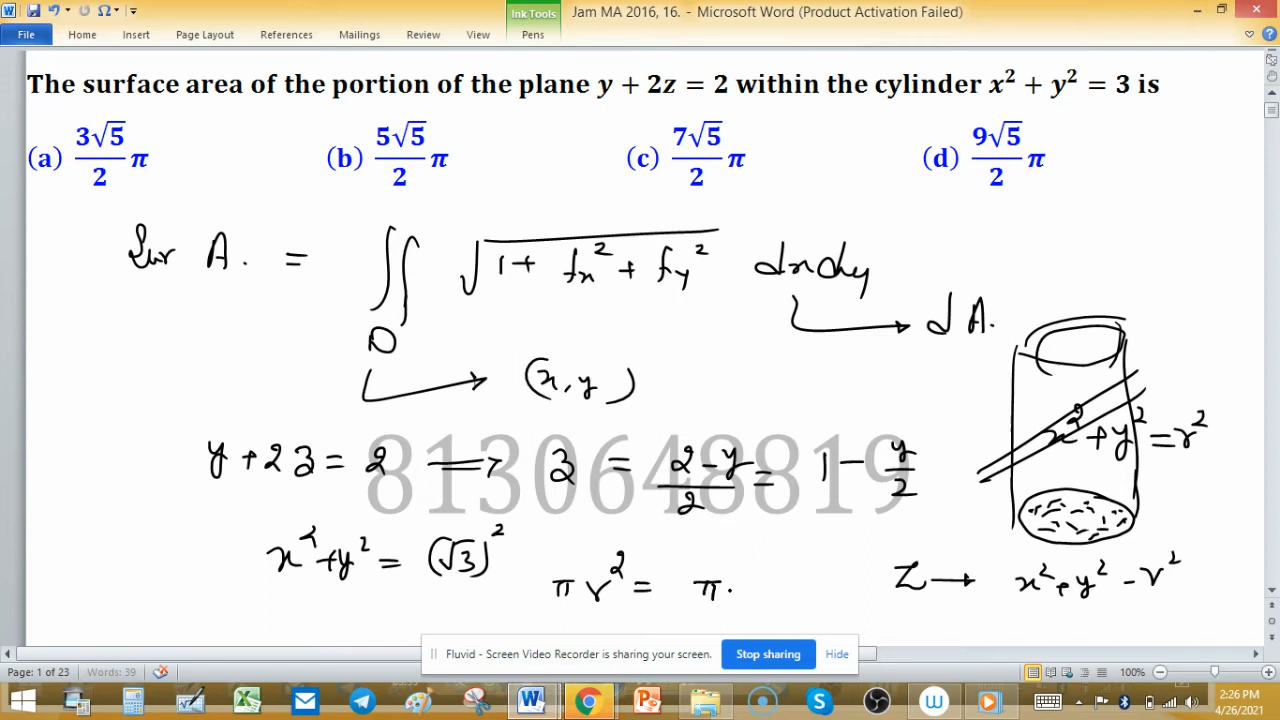 Ink Tools
Jam MA 2016, 16. - Microsoft Word (Product Activation Failed)
File Home Insert Page Layout References Mailings Review View Pens
The surface area of the portion of the plane y + 2z = 2 within the cylinder x² + y² = 3 is
(a) 3√5/2 π (b) 5√5/2 π (c) 7√5/2 π (d) 9√5/2 π
Sur A. = ∬_D √(1 + fx² + fy²) dxdy
→ dA.
→ (x, y)
x² + y² = r²
y + 2z = 2 ⟹ z = (2-y)/2 = 1 - y/2
8130648819
x² + y² = (√3)²
πr² = π.
Z → x² + y² - r²
Fluvid - Screen Video Recorder is sharing your screen. Stop sharing Hide
Page: 1 of 23 Words: 39 100%
2:26 PM
4/26/2021